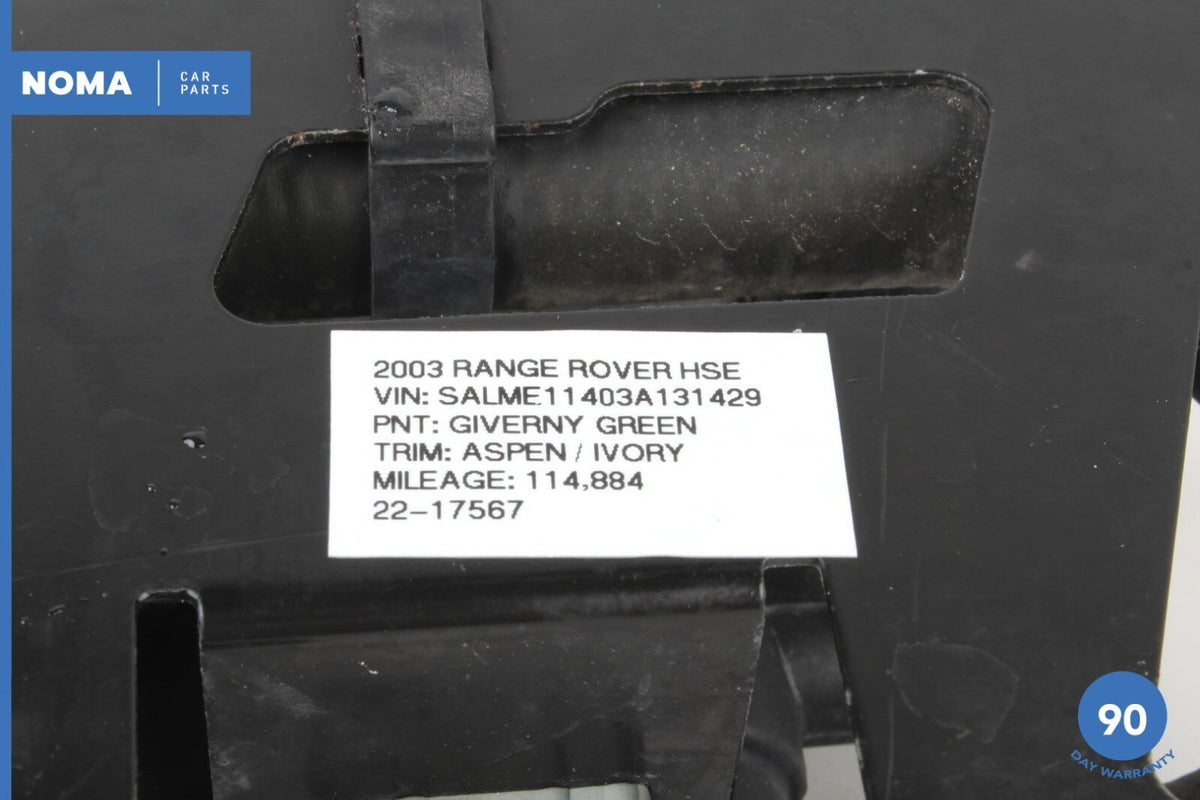 NOMA
CAR
PARTS
2003 RANGE ROVER HSE
VIN: SALME11403A131429
PNT: GIVERNY GREEN
TRIM: ASPEN / IVORY
MILEAGE: 114,884
22-17567
90
DAY WARRANTY